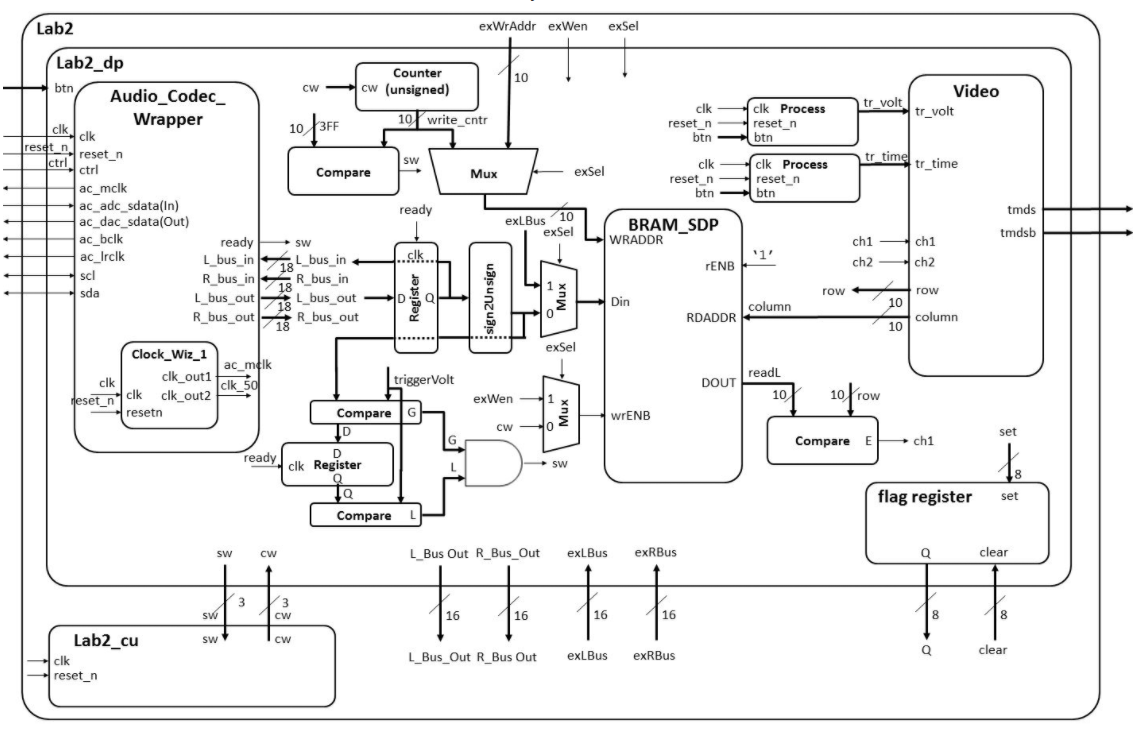 Lab2
exWrAddr exWen exSel
Lab2_dp
10
btn
Audio_Codec_
Wrapper
clk
clk
reset_n
reset_n
ctrl
ctrl
ac_mclk
ac_adc_sdata(In)
ac_dac_sdata(Out)
ac_bclk
ac_lrclk
scl
sda
ready
L_bus_in
R_bus_in
L_bus_out
R_bus_out
18
18
18
18
sw
L_bus_in
R_bus_in
L_bus_out
R_bus_out
Clock_Wiz_1
clk_out1
clk_out2
clk
resetn
clk
reset_n
ac_mclk
clk_50
cw
cw
Counter
(unsigned)
10
write_cntr
10
3FF
Compare
sw
Mux
exSel
10
ready
clk
D
Q
Register
sign2Unsign
exLBus
exSel
1
0
Mux
exSel
exWen
cw
1
0
Mux
triggerVolt
Compare
G
D
D
Register
clk
ready
Q
Q
Compare
L
G
L
sw
BRAM_SDP
WRADDR
rENB
'1'
Din
RDADDR
DOUT
wrENB
column
readL
10
10
row
Compare
E
ch1
clk
clk
Process
reset_n
reset_n
btn
btn
tr_volt
clk
clk
Process
reset_n
reset_n
btn
btn
tr_time
Video
tr_volt
tr_time
ch1
ch1
ch2
ch2
row
row
10
column
10
tmds
tmdsb
set
8
flag register
set
Q
clear
8
8
Q
clear
sw
cw
3
3
sw
cw
sw
cw
Lab2_cu
clk
reset_n
L_Bus Out R_Bus_Out exLBus exRBus
16 16 16 16
L_Bus_Out R_Bus Out exLBus exRBus